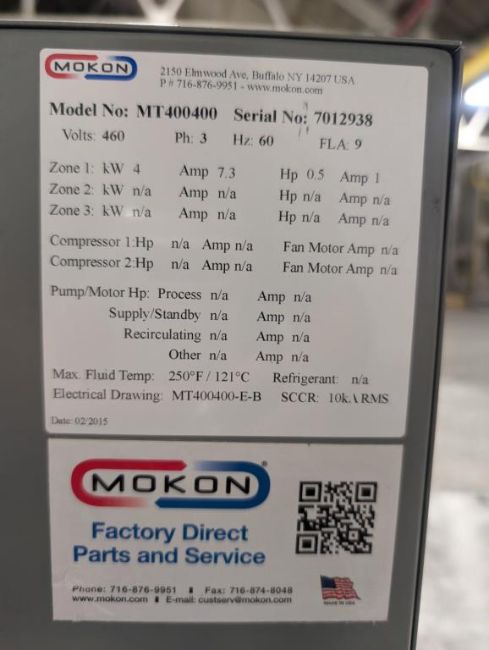 MOKON
2150 Elmwood Ave, Buffalo NY 14207 USA
P# 716-876-9951 - www.mokon.com
Model No: MT400400 Serial No: 7012938
Volts: 460 Ph: 3 Hz: 60 FLA: 9
Zone 1: kW 4 Amp 7.3 Hp 0.5 Amp 1
Zone 2: kW n/a Amp n/a Hp n/a Amp n/a
Zone 3: kW n/a Amp n/a Hp n/a Amp n/a
Compressor 1:Hp n/a Amp n/a Fan Motor Amp n/a
Compressor 2:Hp n/a Amp n/a Fan Motor Amp n/a
Pump/Motor Hp: Process n/a Amp n/a
Supply/Standby n/a Amp n/a
Recirculating n/a Amp n/a
Other n/a Amp n/a
Max. Fluid Temp: 250°F / 121°C Refrigerant: n/a
Electrical Drawing: MT400400-E-B SCCR: 10kA RMS
Date: 02/2015
MOKON®
Factory Direct
Parts and Service
Phone: 716-876-9951 Fax: 716-874-8048
www.mokon.com E-mail: custserv@mokon.com
MADE IN USA